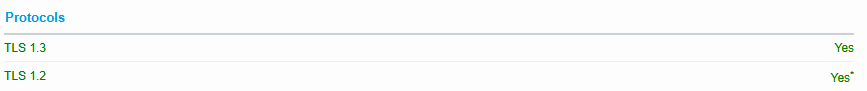 Protocols
TLS 1.3 Yes
TLS 1.2 Yes*